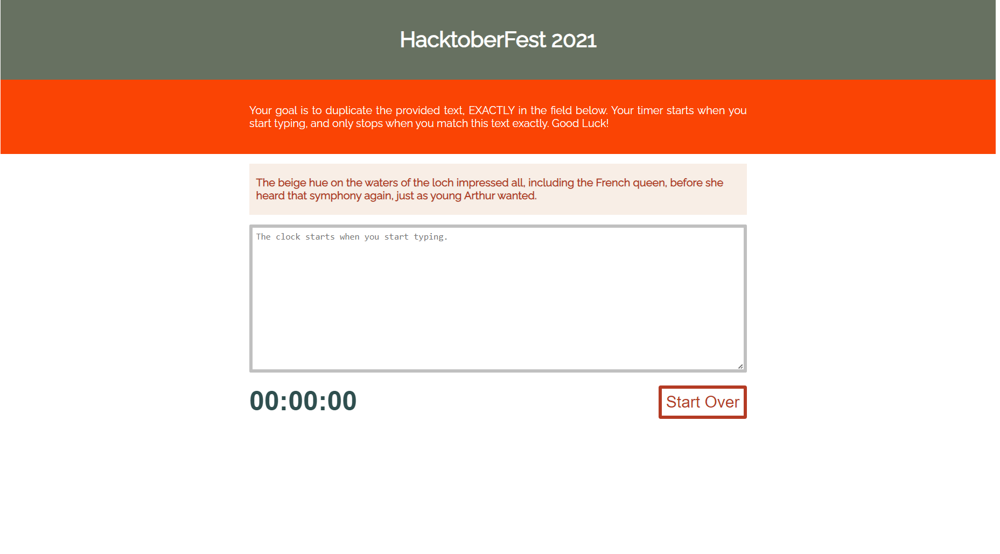 HacktoberFest 2021
Your goal is to duplicate the provided text, EXACTLY in the field below. Your timer starts when you
start typing, and only stops when you match this text exactly. Good Luck!
The beige hue on the waters of the loch impressed all, including the French queen, before she
heard that symphony again, just as young Arthur wanted.
The clock starts when you start typing.
00:00:00
Start Over